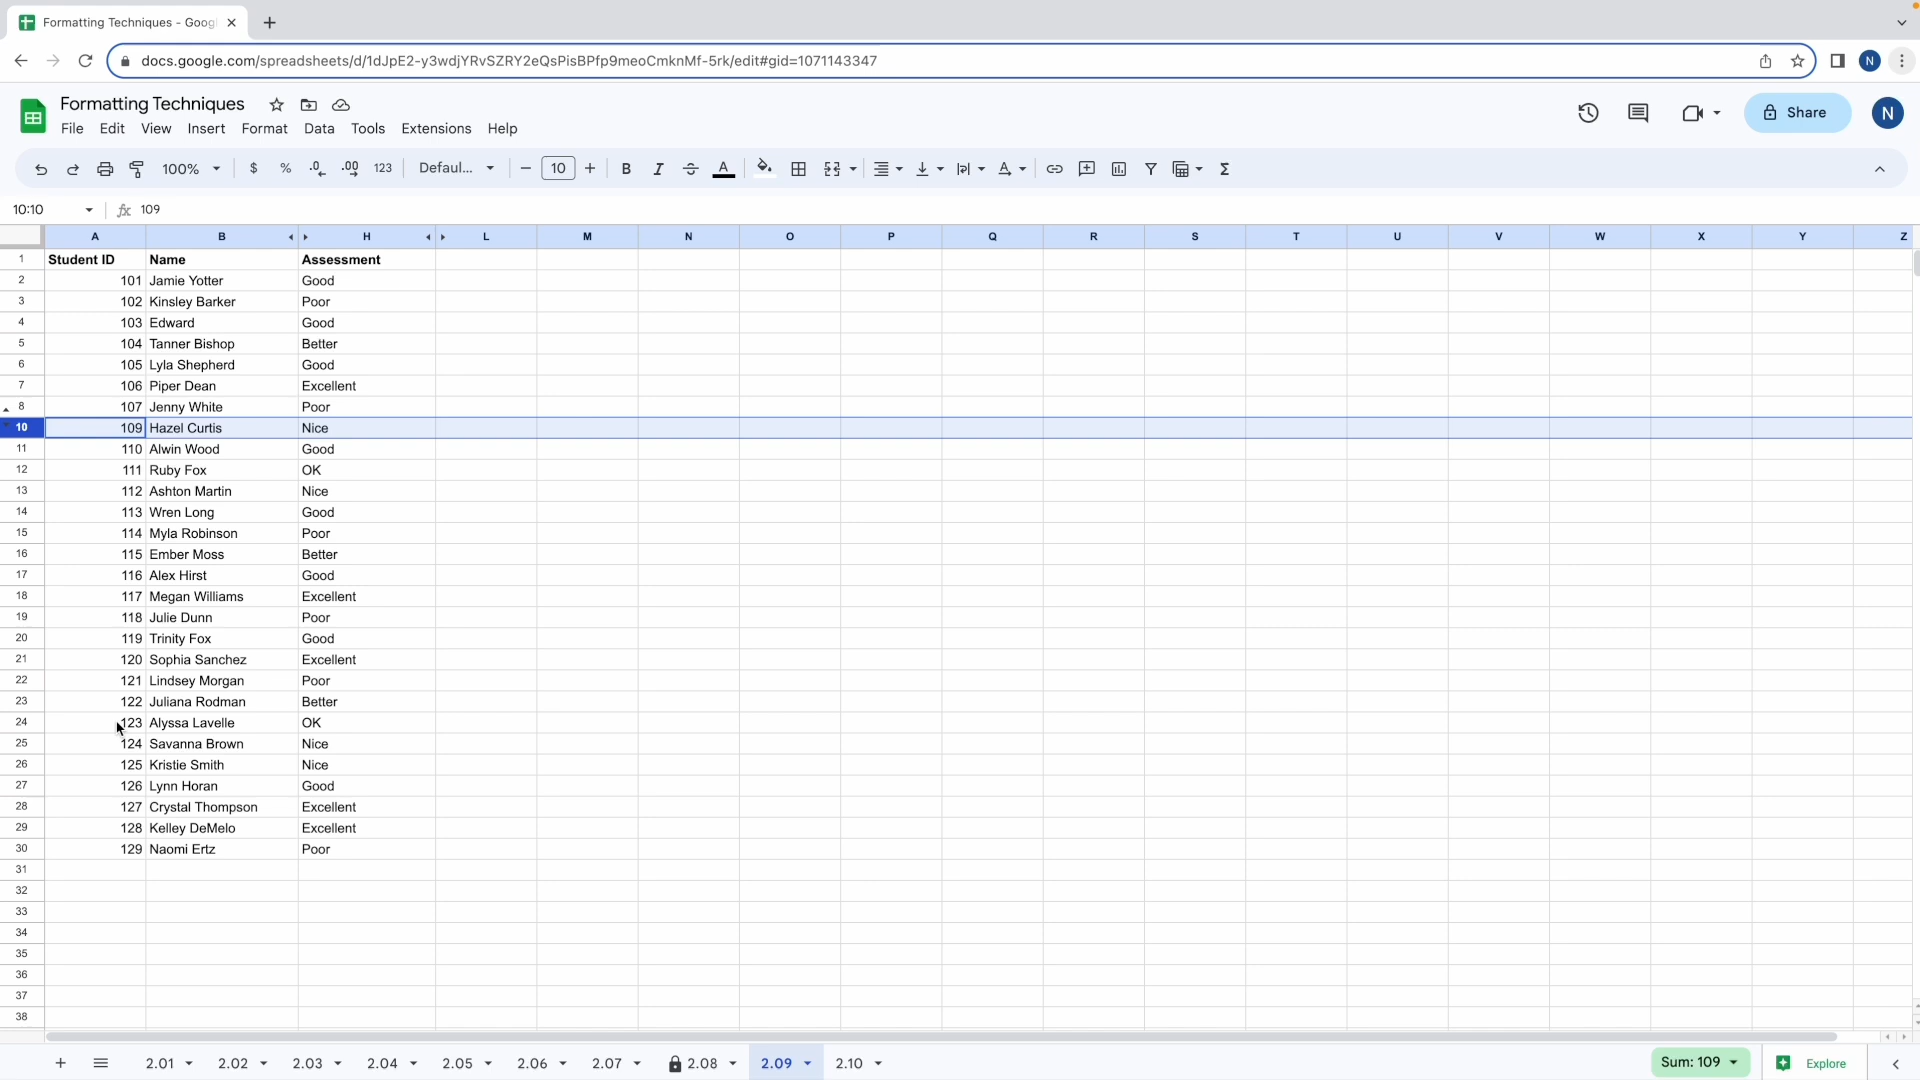 Formatting Techniques - Goog
docs.google.com/spreadsheets/d/1dJpE2-y3wdjYRvSZRY2eQsPisBPfp9meoCmknMf-5rk/edit#gid=1071143347
N
Formatting Techniques
File Edit View Insert Format Data Tools Extensions Help
Share
N
100% $ % .0 .00 123 Defaul... 10 B I S A Σ
10:10 fx 109
A B H L M N O P Q R S T U V W X Y Z
1 Student ID Name Assessment
2 101 Jamie Yotter Good
3 102 Kinsley Barker Poor
4 103 Edward Good
5 104 Tanner Bishop Better
6 105 Lyla Shepherd Good
7 106 Piper Dean Excellent
8 107 Jenny White Poor
10 109 Hazel Curtis Nice
11 110 Alwin Wood Good
12 111 Ruby Fox OK
13 112 Ashton Martin Nice
14 113 Wren Long Good
15 114 Myla Robinson Poor
16 115 Ember Moss Better
17 116 Alex Hirst Good
18 117 Megan Williams Excellent
19 118 Julie Dunn Poor
20 119 Trinity Fox Good
21 120 Sophia Sanchez Excellent
22 121 Lindsey Morgan Poor
23 122 Juliana Rodman Better
24 123 Alyssa Lavelle OK
25 124 Savanna Brown Nice
26 125 Kristie Smith Nice
27 126 Lynn Horan Good
28 127 Crystal Thompson Excellent
29 128 Kelley DeMelo Excellent
30 129 Naomi Ertz Poor
31
32
33
34
35
36
37
38
2.01 2.02 2.03 2.04 2.05 2.06 2.07 2.08 2.09 2.10 Sum: 109 Explore